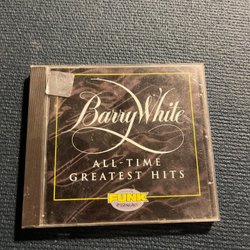 Barry White
ALL-TIME
GREATEST HITS
FUNK